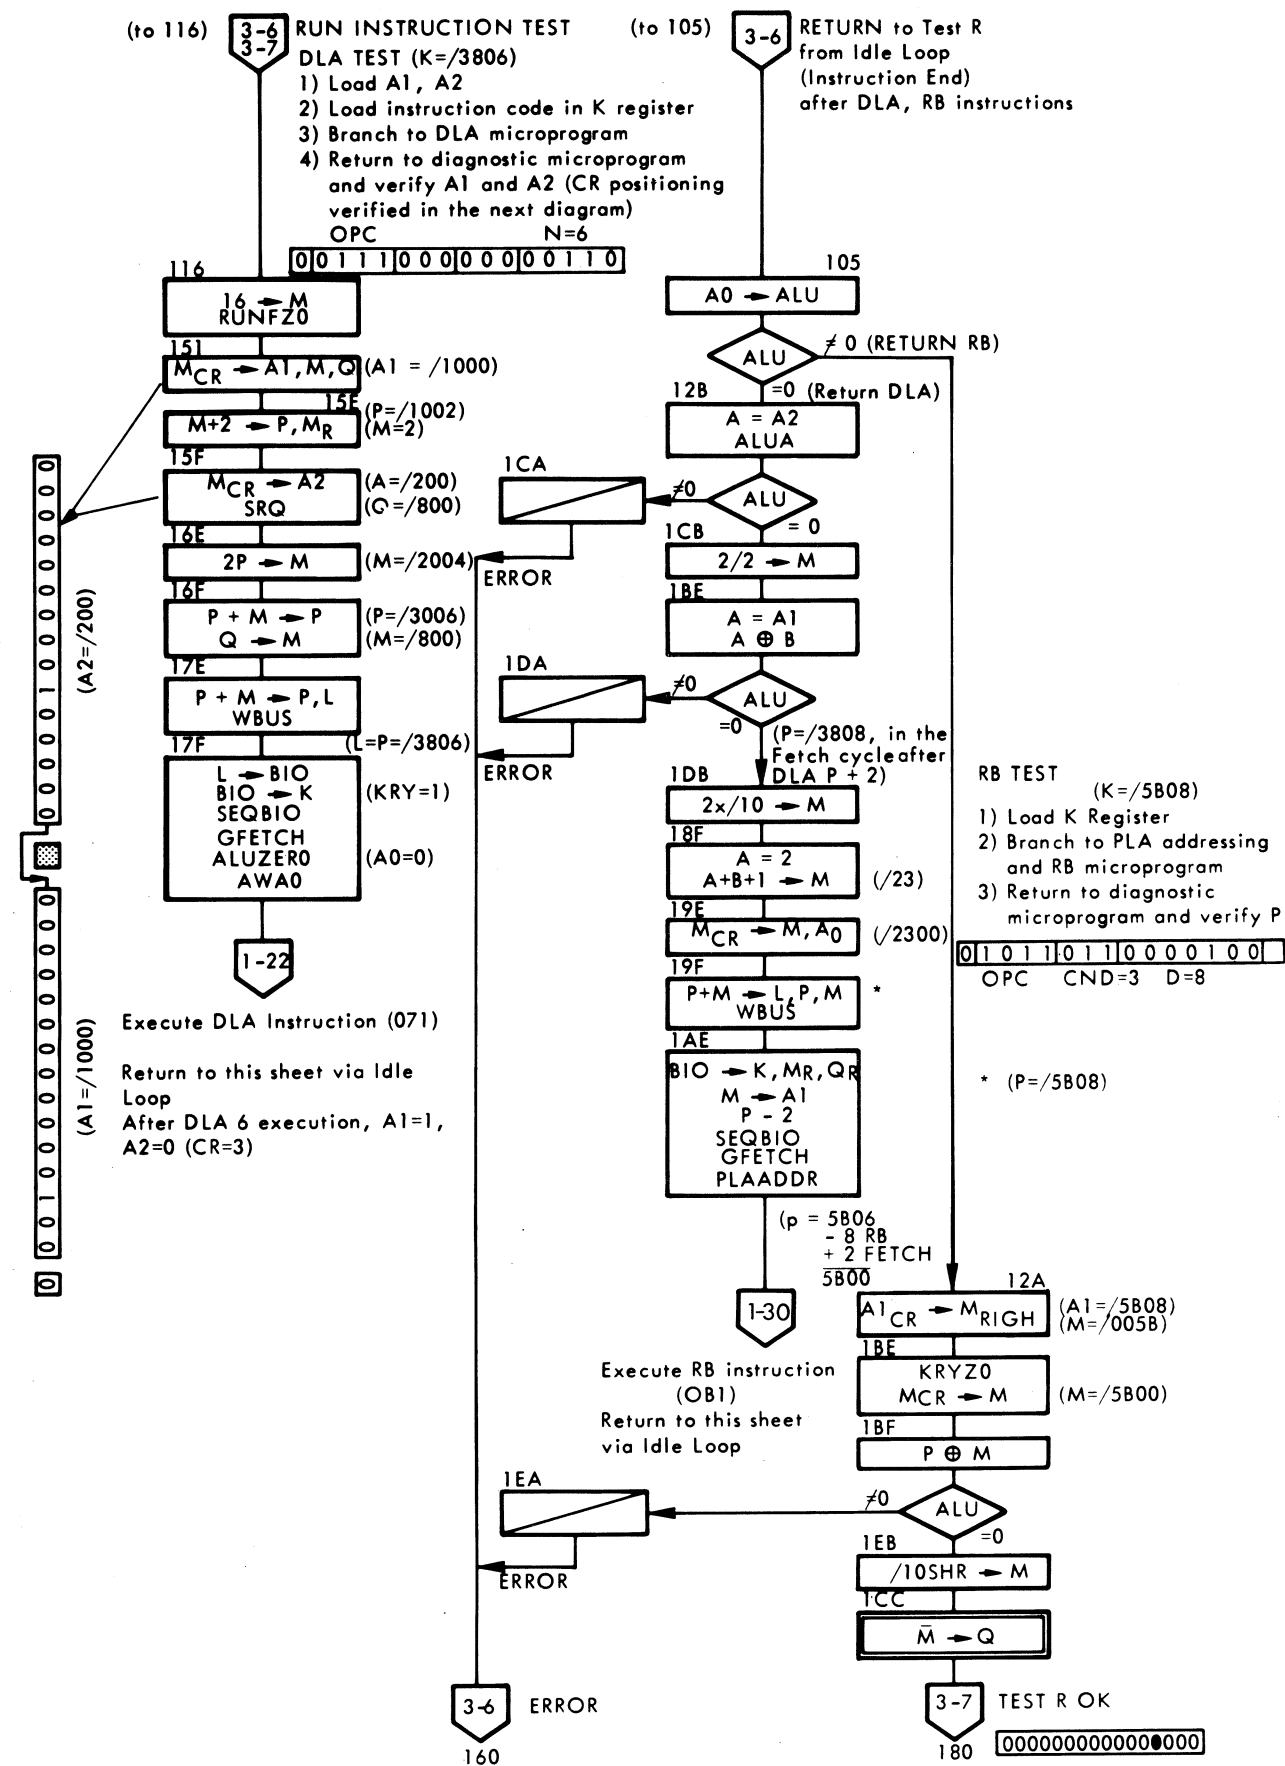 (to 116)
3-6
3-7
RUN INSTRUCTION TEST
DLA TEST (K=/3806)
1) Load A1, A2
2) Load instruction code in K register
3) Branch to DLA microprogram
4) Return to diagnostic microprogram
and verify A1 and A2 (CR positioning
verified in the next diagram)
OPC N=6
0 0 1 1 1 0 0 0 0 0 0 0 0 1 1 0
116
16 → M
RUNFZ0
151
MCR → A1, M, Q (A1 = /1000)
15E
M+2 → P, MR (P=/1002)
(M=2)
15F
MCR → A2 (A=/200)
SRQ (Q=/800)
16E
2P → M (M=/2004)
16F
P + M → P (P=/3006)
Q → M (M=/800)
17E
P + M → P, L
WBUS
(L=P=/3806)
17F
L → BIO
BIO → K (KRY=1)
SEQBIO
GFETCH
ALUZERO (A0=0)
AWA0
1-22
Execute DLA Instruction (071)
Return to this sheet via Idle
Loop
After DLA 6 execution, A1=1,
A2=0 (CR=3)
(A2=/200)
(A1=/1000)
(to 105)
3-6
RETURN to Test R
from Idle Loop
(Instruction End)
after DLA, RB instructions
105
A0 → ALU
ALU
≠ 0 (RETURN RB)
=0 (Return DLA)
12B
A = A2
ALUA
1CA
≠0
ALU
= 0
ERROR
1CB
2/2 → M
1BE
A = A1
A ⊕ B
1DA
≠0
ALU
=0
ERROR
(P=/3808, in the
Fetch cycle after
DLA P + 2)
1DB
2x/10 → M
18F
A = 2
A+B+1 → M (/23)
19E
MCR → M, A0 (/2300)
19F
P+M → L, P, M *
WBUS
1AE
BIO → K, MR, QR
M → A1
P - 2
SEQBIO
GFETCH
PLAADDR
(p = 5B06
- 8 RB
+ 2 FETCH
5B00
1-30
Execute RB instruction
(OB1)
Return to this sheet
via Idle Loop
RB TEST
(K=/5B08)
1) Load K Register
2) Branch to PLA addressing
and RB microprogram
3) Return to diagnostic
microprogram and verify P
0 1 0 1 1 0 1 1 0 0 0 0 1 0 0
OPC CND=3 D=8
* (P=/5B08)
12A
A1CR → MRIGH (A1=/5B08)
(M=/005B)
1BE
KRYZ0
MCR → M (M=/5B00)
1BF
P ⊕ M
1EA
≠0
ALU
=0
ERROR
1EB
/10SHR → M
1CC
M̄ → Q
3-6
ERROR
160
3-7
TEST R OK
180